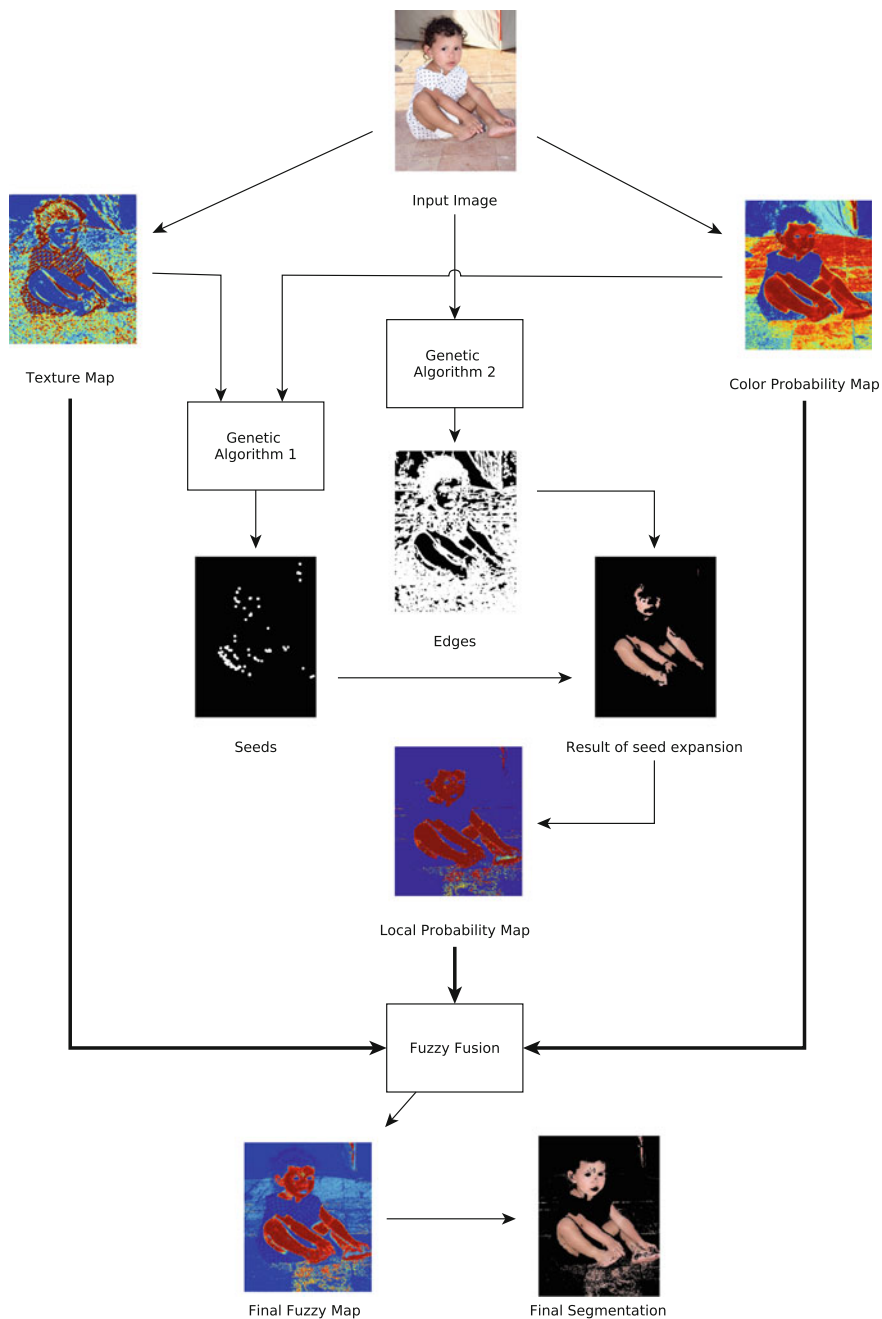 Input Image
Texture Map
Genetic
Algorithm 2
Color Probability Map
Genetic
Algorithm 1
Edges
Seeds
Result of seed expansion
Local Probability Map
Fuzzy Fusion
Final Fuzzy Map
Final Segmentation